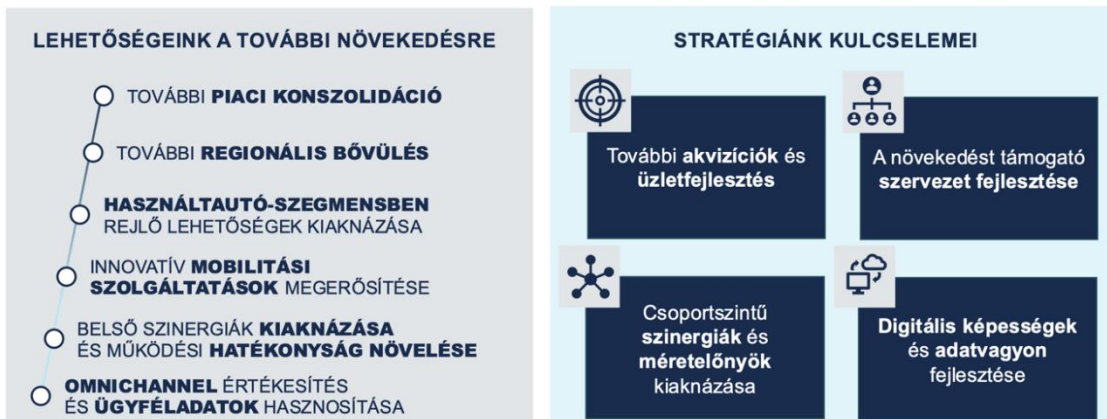 LEHETŐSÉGEINK A TOVÁBBI NÖVEKEDÉSRE
TOVÁBBI PIACI KONSZOLIDÁCIÓ
TOVÁBBI REGIONÁLIS BŐVÜLÉS
HASZNÁLTAUTÓ-SZEGMENSBEN
REJLŐ LEHETŐSÉGEK KIAKNÁZÁSA
INNOVATÍV MOBILITÁSI
SZOLGÁLTATÁSOK MEGERŐSÍTÉSE
BELSŐ SZINERGIÁK KIAKNÁZÁSA
ÉS MŰKÖDÉSI HATÉKONYSÁG NÖVELÉSE
OMNICHANNEL ÉRTÉKESÍTÉS
ÉS ÜGYFÉLADATOK HASZNOSÍTÁSA
STRATÉGIÁNK KULCSELEMEI
További akvizíciók és
üzletfejlesztés
A növekedést támogató
szervezet fejlesztése
Csoportszintű
szinergiák és
méretelőnyök
kiaknázása
Digitális képességek
és adatvagyon
fejlesztése